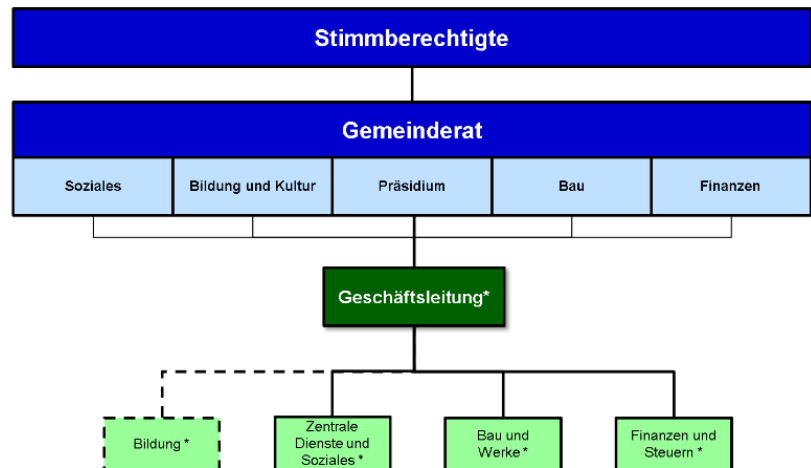 Stimmberechtigte
Gemeinderat
Soziales
Bildung und Kultur
Präsidium
Bau
Finanzen
Geschäftsleitung*
Bildung *
Zentrale
Dienste und
Soziales *
Bau und
Werke *
Finanzen und
Steuern *